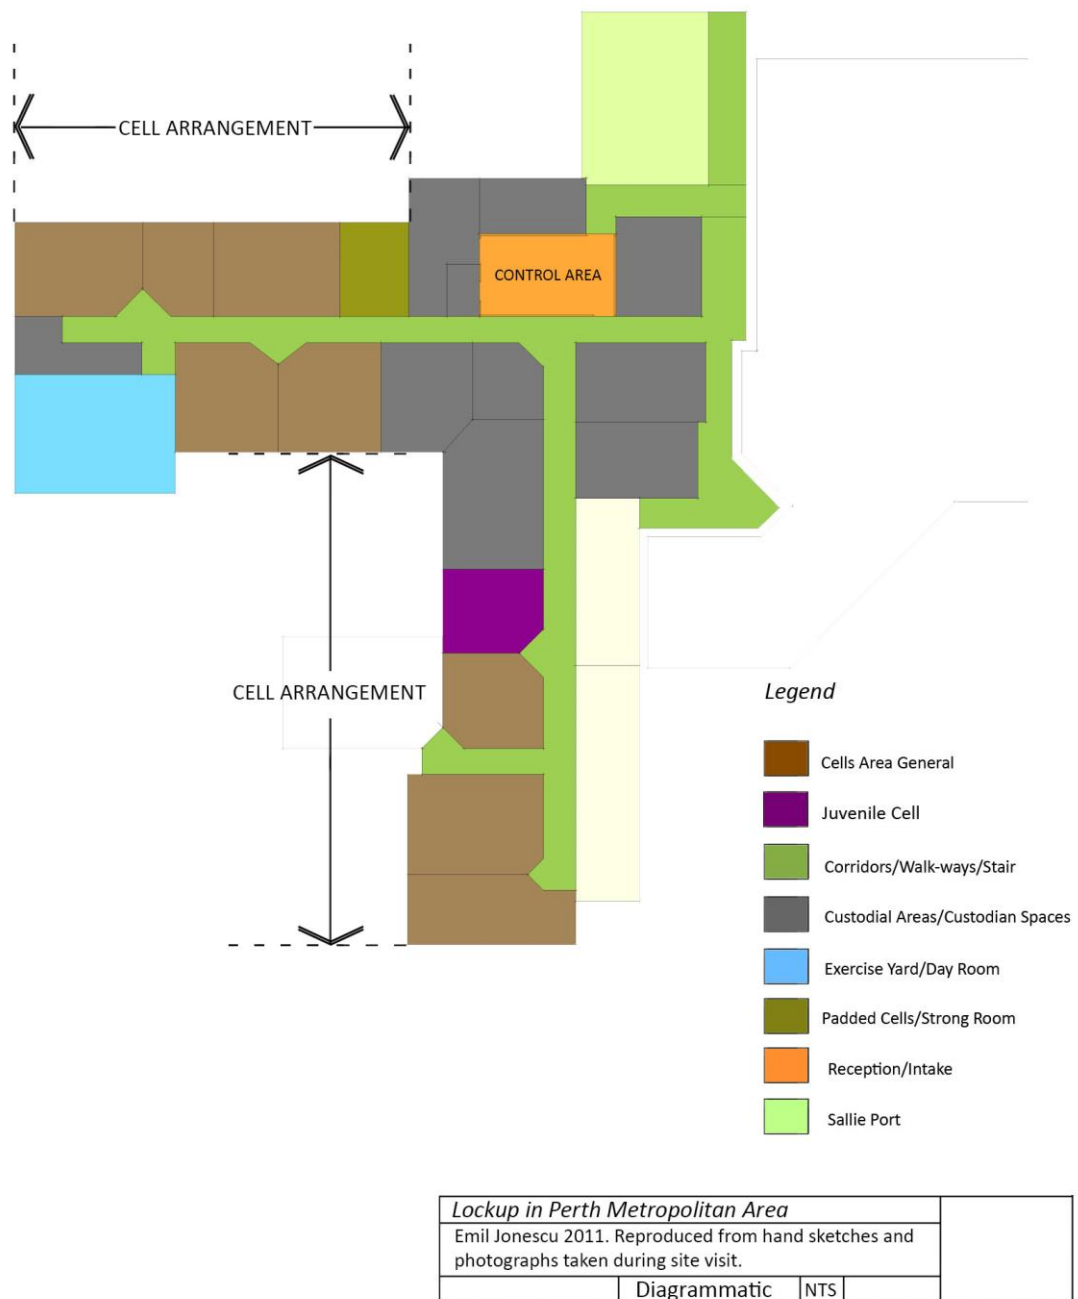 CELL ARRANGEMENT
CONTROL AREA
CELL ARRANGEMENT
Legend
Cells Area General
Juvenile Cell
Corridors/Walk-ways/Stair
Custodial Areas/Custodian Spaces
Exercise Yard/Day Room
Padded Cells/Strong Room
Reception/Intake
Sallie Port
Lockup in Perth Metropolitan Area
Emil Jonescu 2011. Reproduced from hand sketches and
photographs taken during site visit.
Diagrammatic NTS